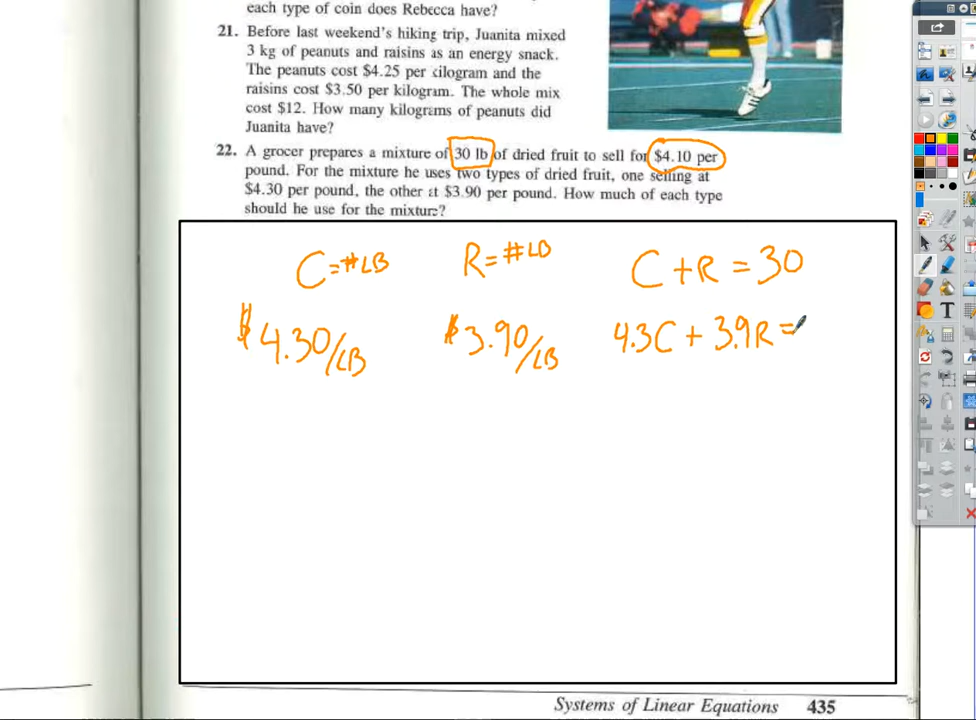 each type of coin does Rebecca have?
21. Before last weekend's hiking trip, Juanita mixed
3 kg of peanuts and raisins as an energy snack.
The peanuts cost $4.25 per kilogram and the
raisins cost $3.50 per kilogram. The whole mix
cost $12. How many kilograms of peanuts did
Juanita have?
22. A grocer prepares a mixture of 30 lb of dried fruit to sell for $4.10 per
pound. For the mixture he uses two types of dried fruit, one selling at
$4.30 per pound, the other at $3.90 per pound. How much of each type
should he use for the mixture?
C=#LB R=#LB C+R=30
$4.30/LB $3.90/LB 4.3C + 3.9R =
Systems of Linear Equations 435